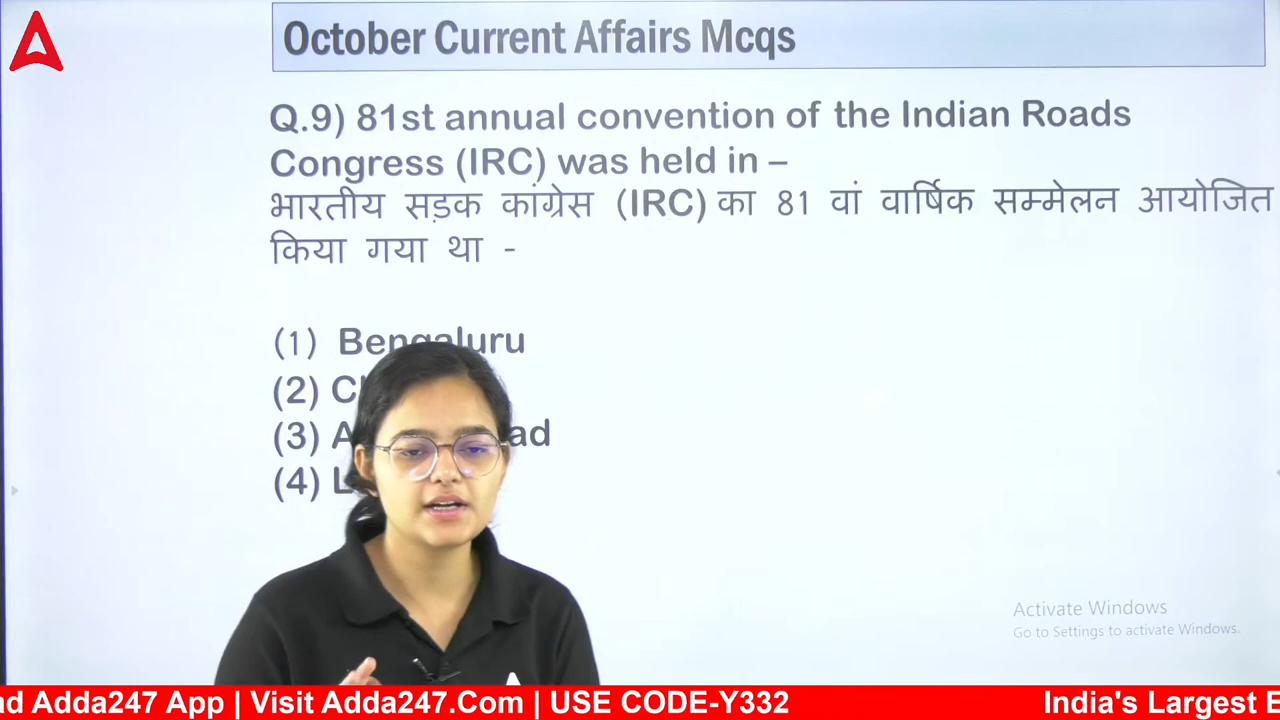 October Current Affairs Mcqs
Q.9) 81st annual convention of the Indian Roads
Congress (IRC) was held in –
भारतीय सड़क कांग्रेस (IRC) का 81 वां वार्षिक सम्मेलन आयोजित
किया गया था -
(1) Bengaluru
(2)
(3)
(4)
Activate Windows
Go to Settings to activate Windows.
Adda247 App | Visit Adda247.Com | USE CODE-Y332
India's Largest